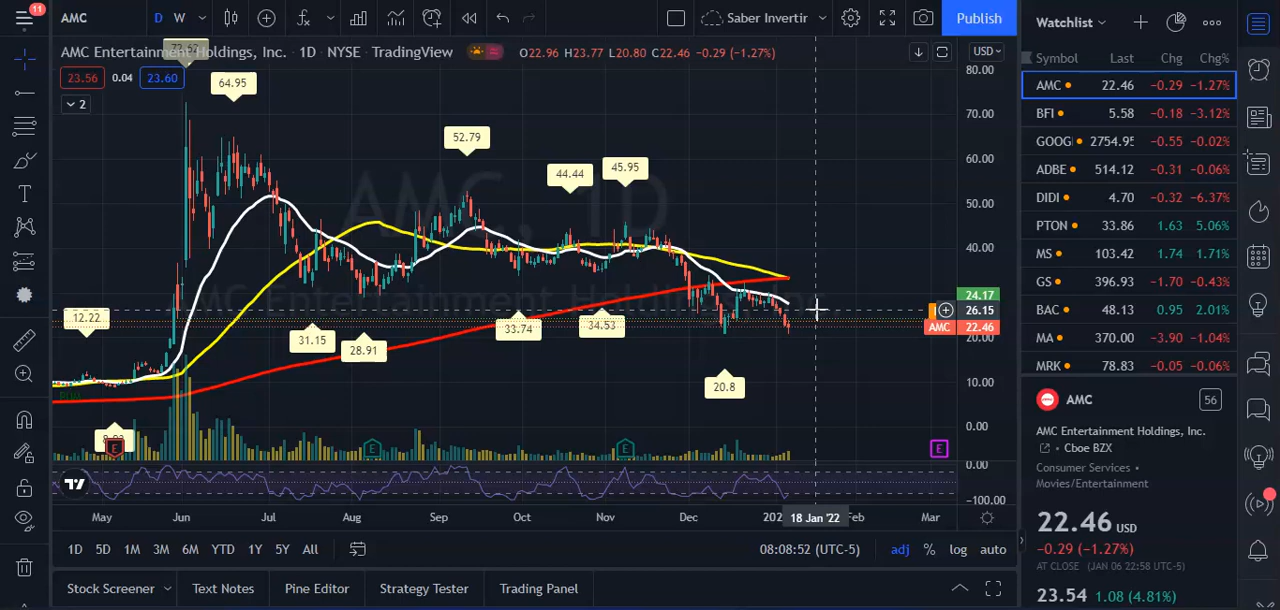 11
AMC
D W
Saber Invertir
Publish
Watchlist
AMC Entertainment Holdings, Inc. · 1D · NYSE · TradingView
O22.96 H23.77 L20.80 C22.46 −0.29 (−1.27%)
USD
23.56 0.04 23.60
2
Symbol Last Chg Chg%
AMC 22.46 −0.29 −1.27%
BFI 5.58 −0.18 −3.12%
GOOG 2754.95 −0.55 −0.02%
ADBE 514.12 −0.31 −0.06%
DIDI 4.70 −0.32 −6.37%
PTON 33.86 1.63 5.06%
MS 103.42 1.74 1.71%
GS 396.93 −1.70 −0.43%
BAC 48.13 0.95 2.01%
MA 370.00 −3.90 −1.04%
MRK 78.83 −0.05 −0.06%
64.95
52.79
44.44
45.95
12.22
31.15
28.91
33.74
34.53
20.8
AMC, 1D
AMC Entertainment Holdings, Inc
80.00
70.00
60.00
50.00
40.00
24.17
26.15
AMC 22.46
20.00
10.00
0.00
0.00
−100.00
E
E
E
E
May Jun Jul Aug Sep Oct Nov Dec 202 18 Jan '22 Feb Mar
1D 5D 1M 3M 6M YTD 1Y 5Y All
08:08:52 (UTC-5)
adj % log auto
Stock Screener Text Notes Pine Editor Strategy Tester Trading Panel
AMC
56
AMC Entertainment Holdings, Inc.
• Cboe BZX
Consumer Services •
Movies/Entertainment
22.46 USD
−0.29 (−1.27%)
AT CLOSE (JAN 06 22:58 UTC-5)
23.54 1.08 (4.81%)